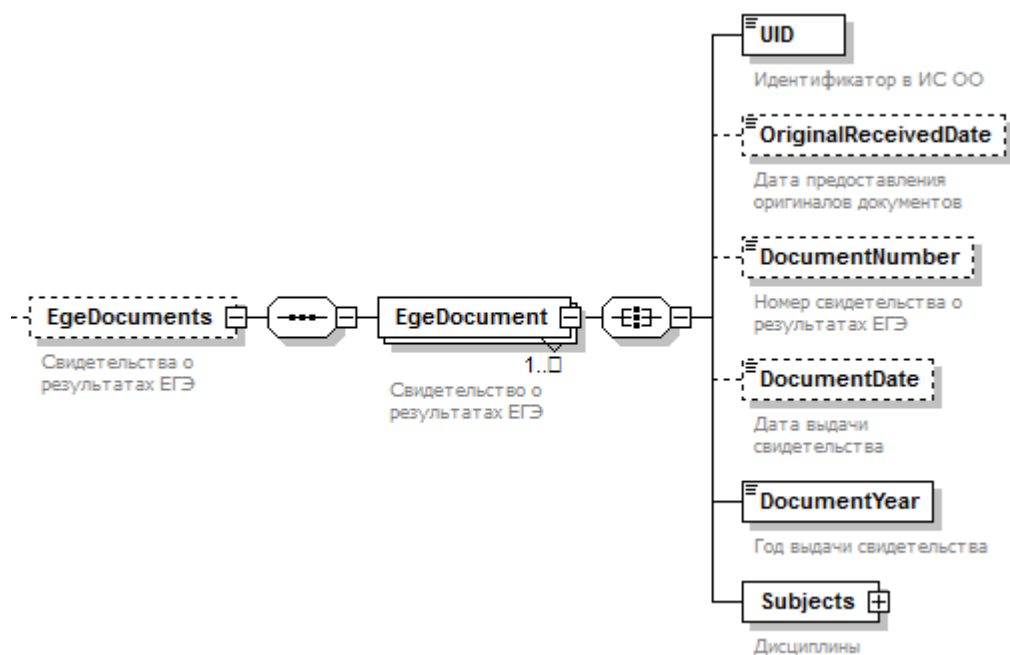 UID
Идентификатор в ИС ОО
OriginalReceivedDate
Дата предоставления
оригиналов документов
DocumentNumber
Номер свидетельства о
результатах ЕГЭ
EgeDocuments
Свидетельства о
результатах ЕГЭ
EgeDocument
1..□
Свидетельство о
результатах ЕГЭ
DocumentDate
Дата выдачи
свидетельства
DocumentYear
Год выдачи свидетельства
Subjects
Дисциплины